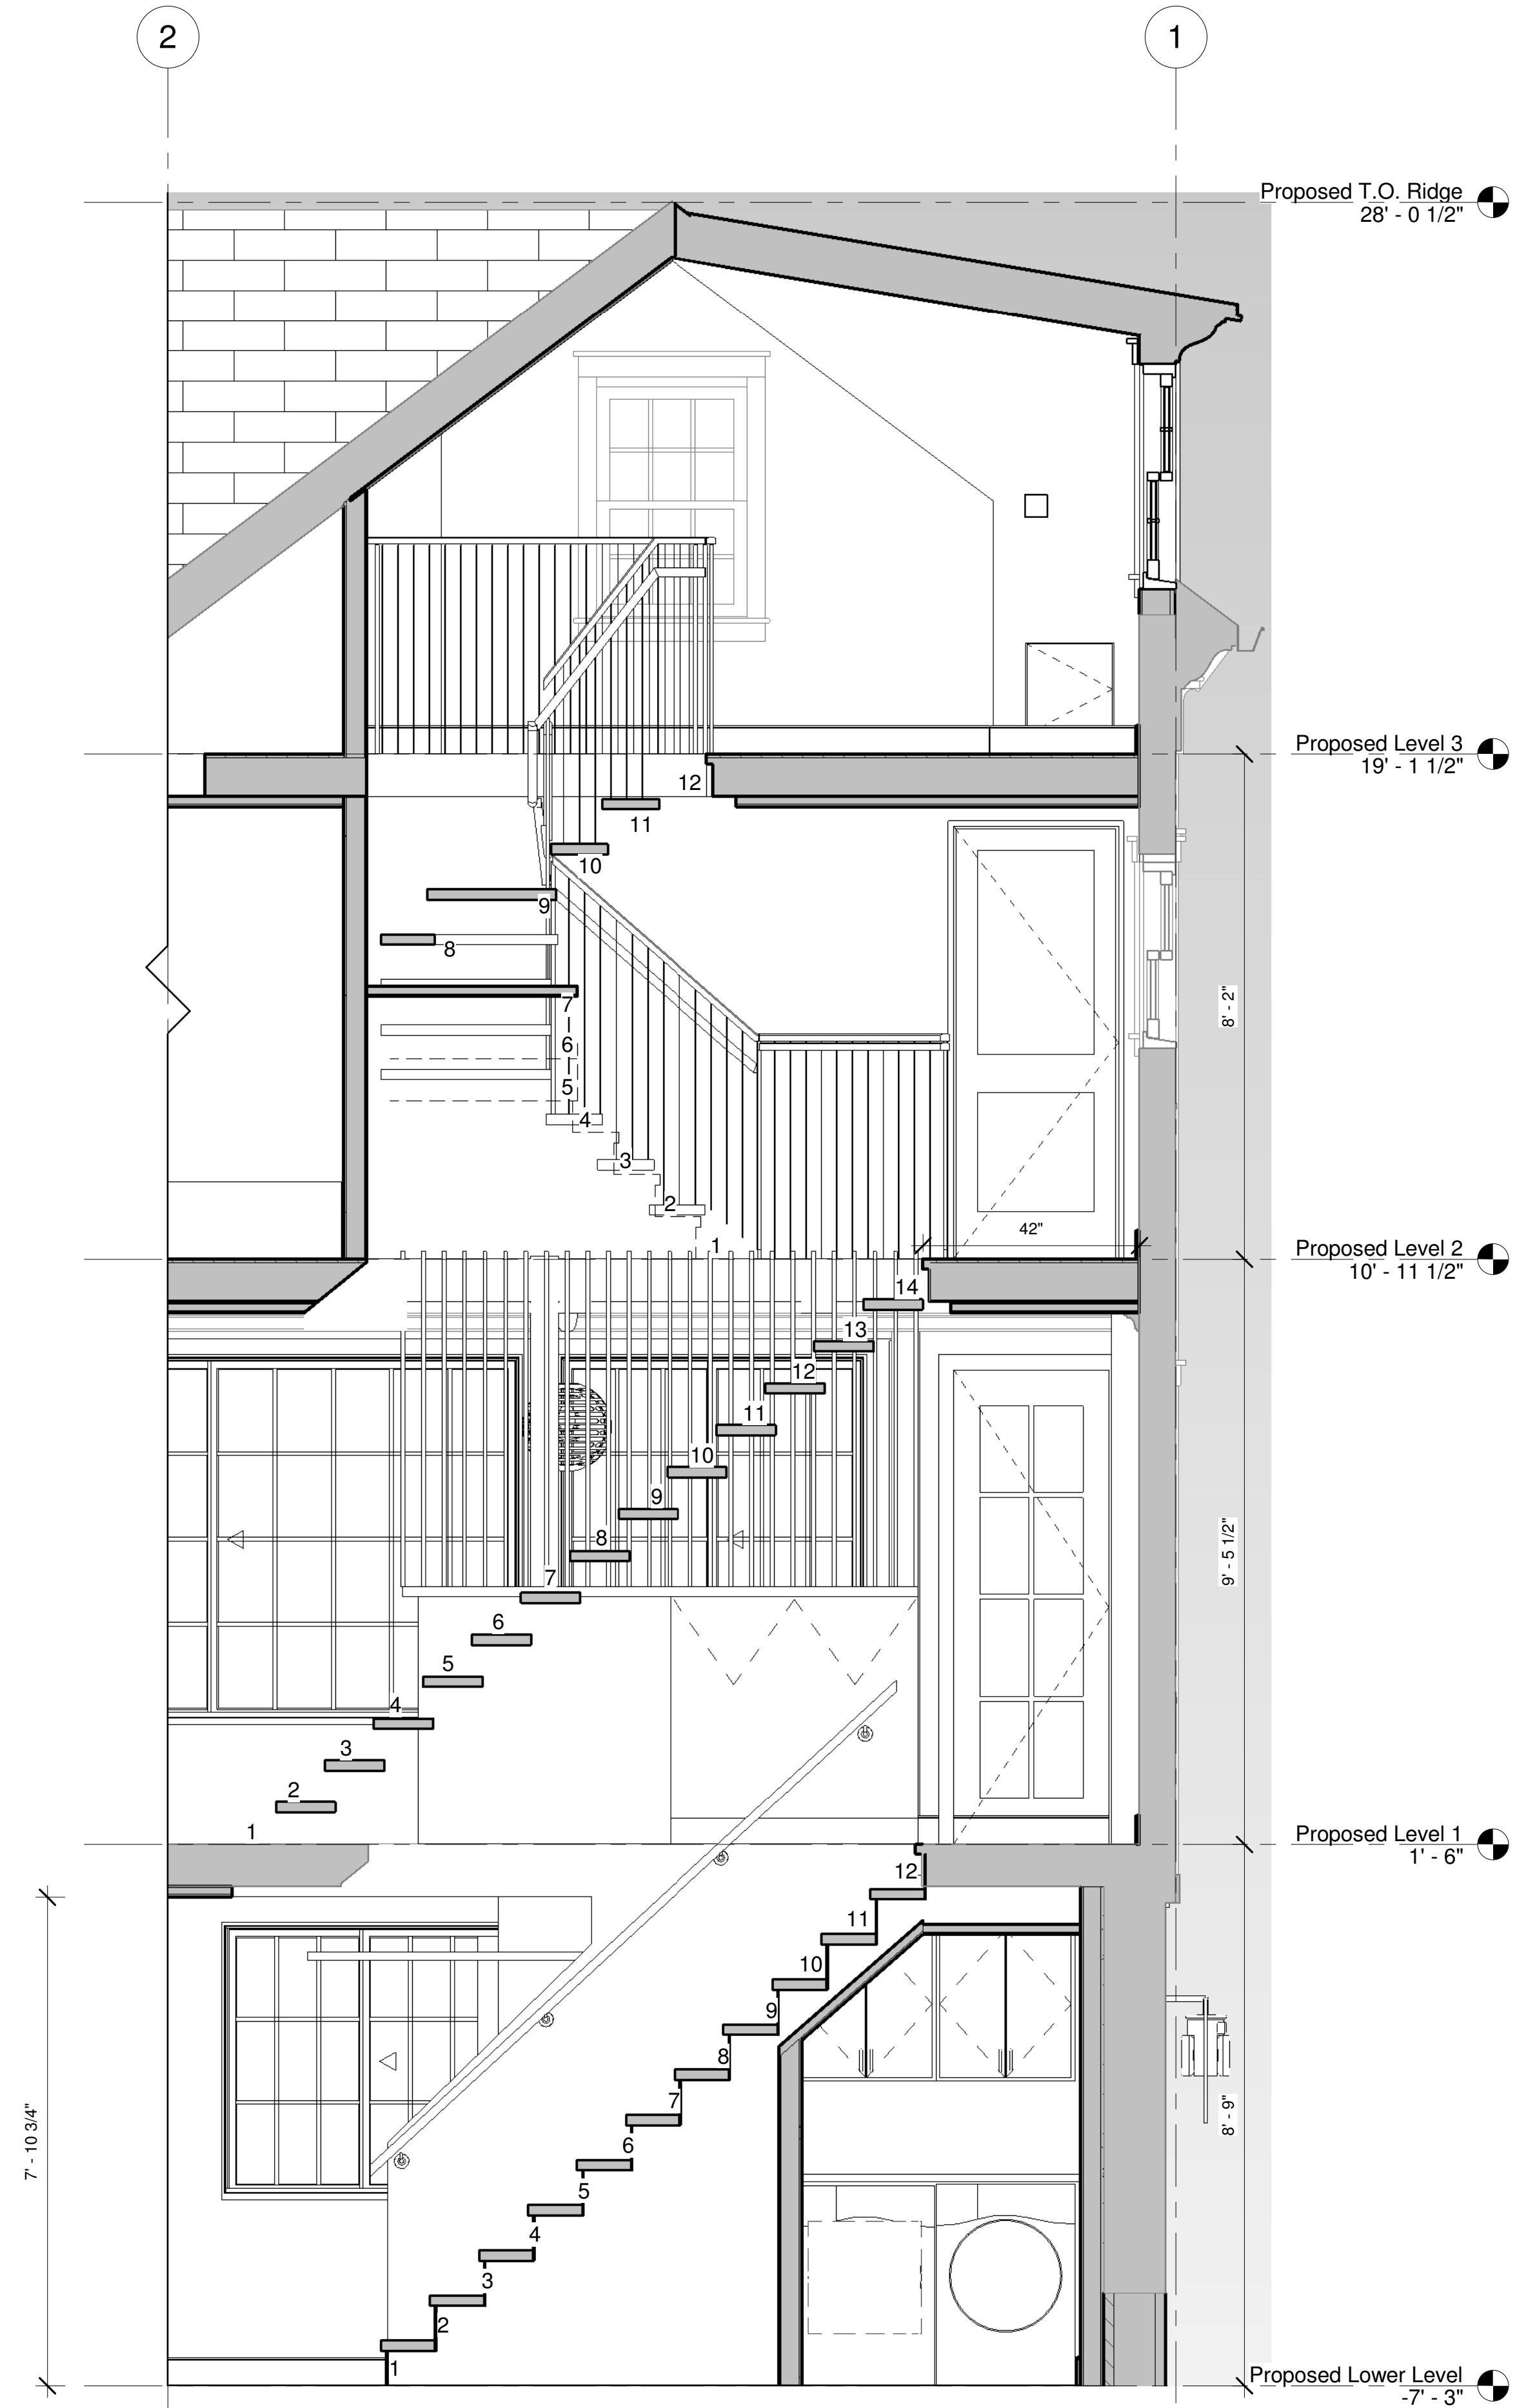 2
1
Proposed T.O. Ridge
28' - 0 1/2"
Proposed Level 3
19' - 1 1/2"
12
11
10
9
8
7
6
5
4
3
2
1
8' - 2"
42"
Proposed Level 2
10' - 11 1/2"
14
13
12
11
10
9
8
7
6
5
4
3
2
1
9' - 5 1/2"
Proposed Level 1
1' - 6"
12
11
10
9
8
7
6
5
4
3
2
1
8' - 9"
7' - 10 3/4"
Proposed Lower Level
-7' - 3"